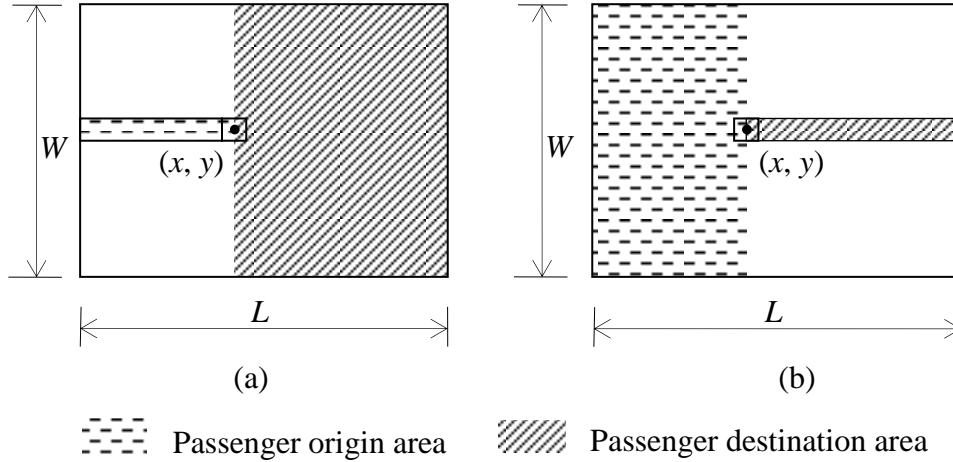 W
(x, y)
L
(a)
W
(x, y)
L
(b)
Passenger origin area
Passenger destination area